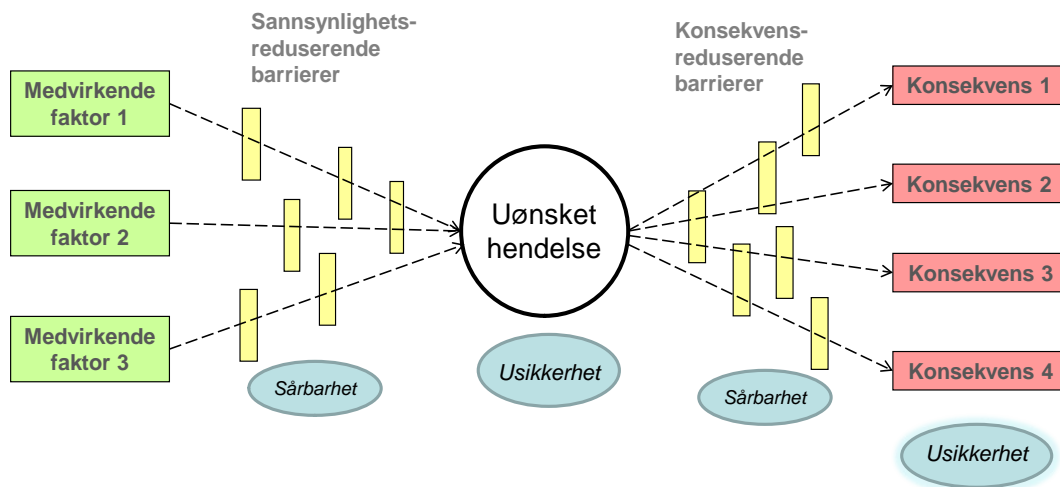 Sannsynlighets-
reduserende
barrierer
Konsekvens-
reduserende
barrierer
Medvirkende
faktor 1
Medvirkende
faktor 2
Medvirkende
faktor 3
Uønsket
hendelse
Konsekvens 1
Konsekvens 2
Konsekvens 3
Konsekvens 4
Sårbarhet
Usikkerhet
Sårbarhet
Usikkerhet